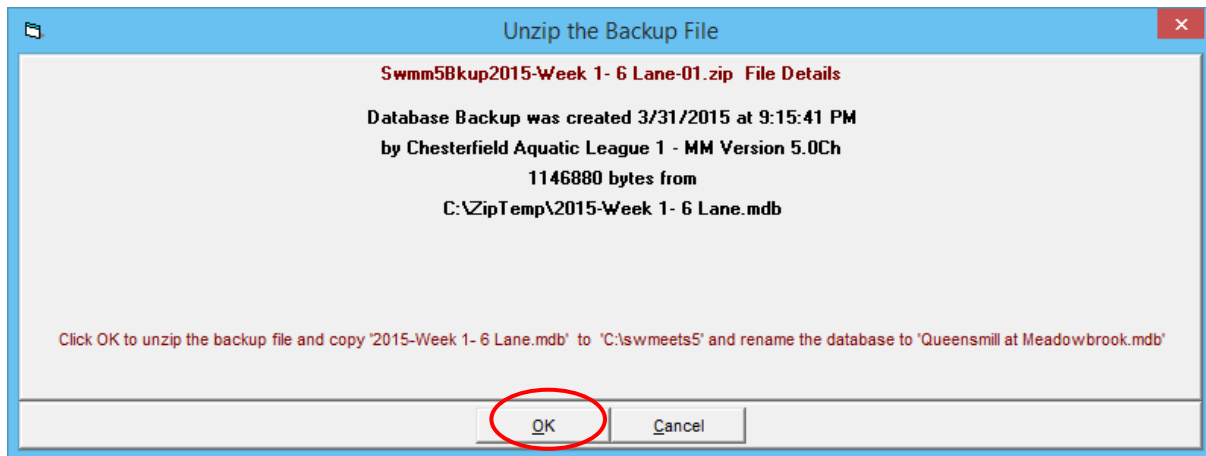 Unzip the Backup File
Swmm5Bkup2015-Week 1- 6 Lane-01.zip File Details
Database Backup was created 3/31/2015 at 9:15:41 PM
by Chesterfield Aquatic League 1 - MM Version 5.0Ch
1146880 bytes from
C:\ZipTemp\2015-Week 1- 6 Lane.mdb
Click OK to unzip the backup file and copy '2015-Week 1- 6 Lane.mdb' to 'C:\swmeets5' and rename the database to 'Queensmill at Meadowbrook.mdb'
OK Cancel